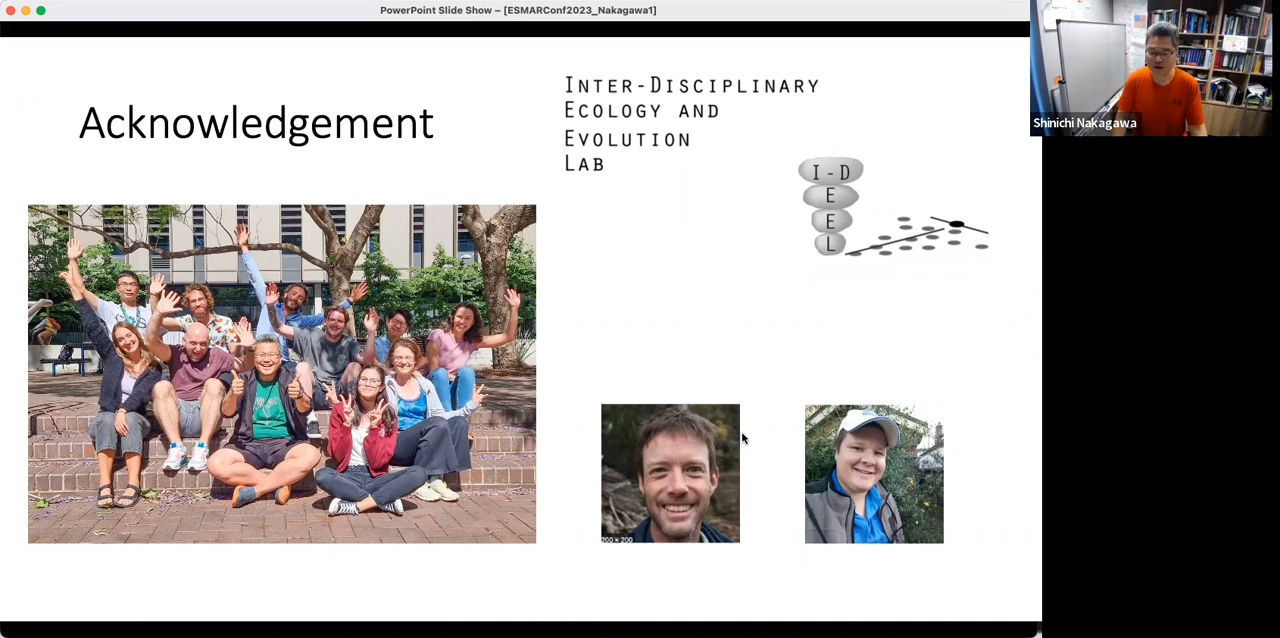 PowerPoint Slide Show – [ESMARConf2023_Nakagawa1]
Acknowledgement
INTER-DISCIPLINARY
ECOLOGY AND
EVOLUTION
LAB
I-D
E
E
L
200 × 200
Shinichi Nakagawa